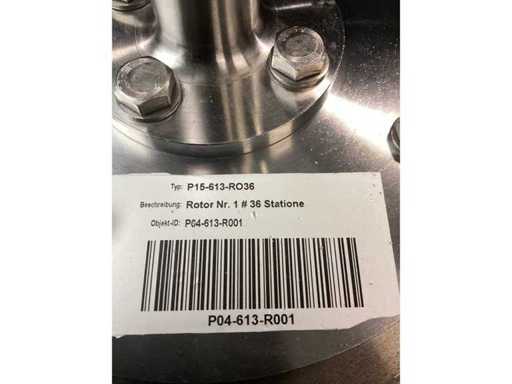 Typ: P15-613-RO36
Beschreibung: Rotor Nr. 1 # 36 Statione
Objekt-ID: P04-613-R001
P04-613-R001